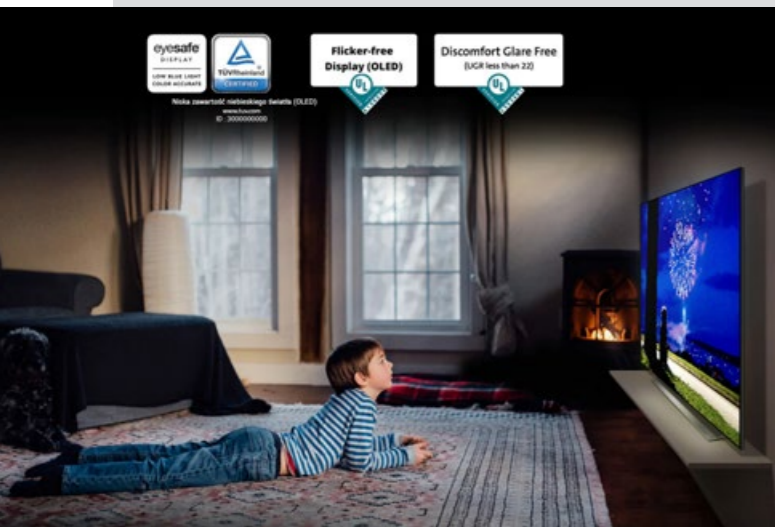 eyesafe
DISPLAY
LOW BLUE LIGHT
COLOR ACCURATE
TÜVRheinland
CERTIFIED
Flicker-free
Display (OLED)
UL
Discomfort Glare Free
(UGR less than 22)
UL
Niska zawartość niebieskiego światła (OLED)
www.tuv.com
ID : 3000000000